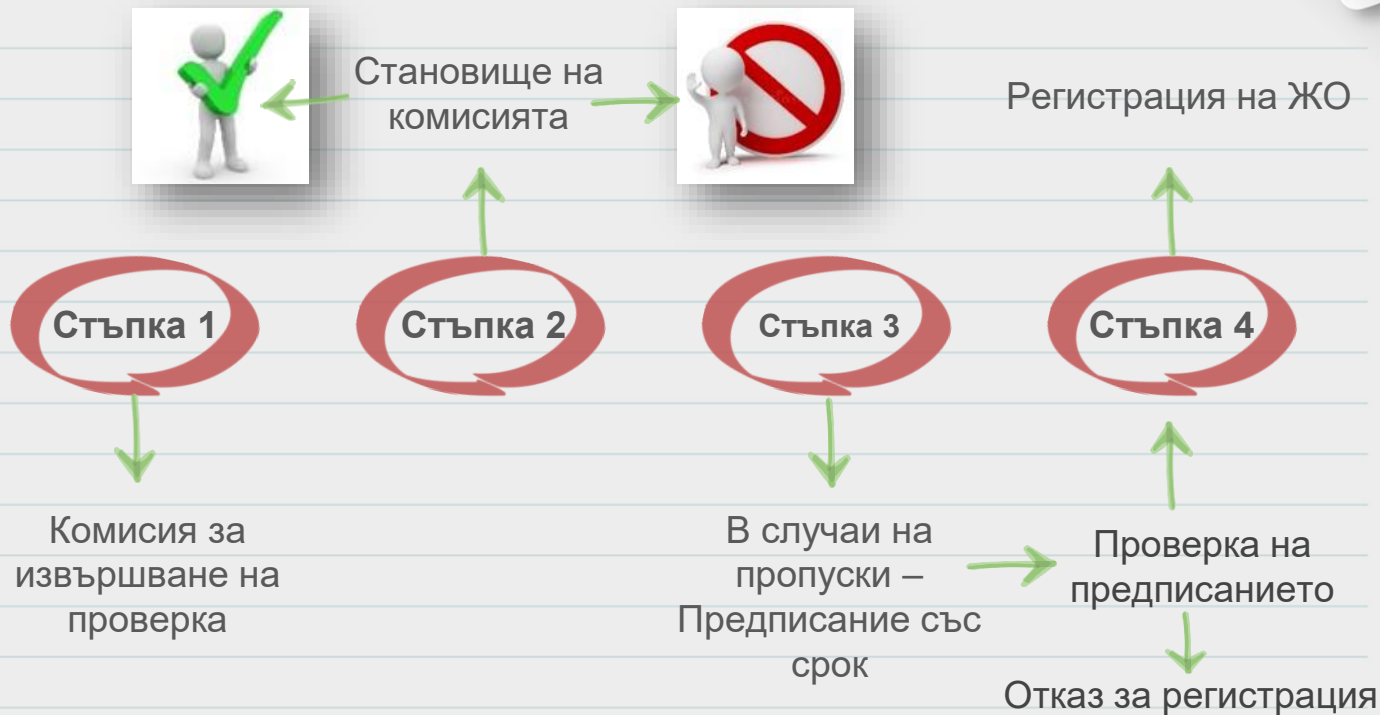 Становище на
комисията
Регистрация на ЖО
Стъпка 1
Стъпка 2
Стъпка 3
Стъпка 4
Комисия за
извършване на
проверка
В случаи на
пропуски –
Предписание със
срок
Проверка на
предписанието
Отказ за регистрация